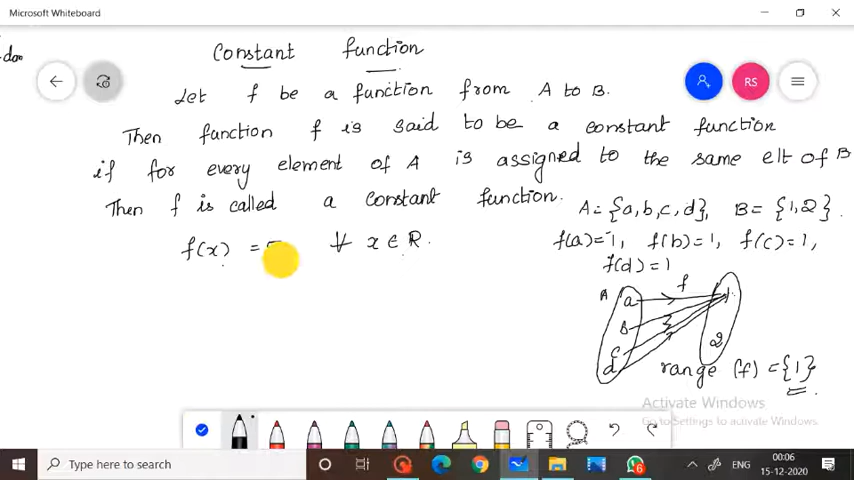 Microsoft Whiteboard
Constant function
RS
Let f be a function from A to B.
Then function f is said to be a constant function
if for every element of A is assigned to the same elt of B
Then f is called a constant function.
A = {a,b,c,d}, B = {1,2}.
f(x) = ∀ x ∈ R.
f(a)=1, f(b)=1, f(c)=1,
f(d)=1
f
A a 1
b
c 2
d
range (f) = {1}
Activate Windows
Go to Settings to activate Windows.
Type here to search
6
ENG
00:06
15-12-2020